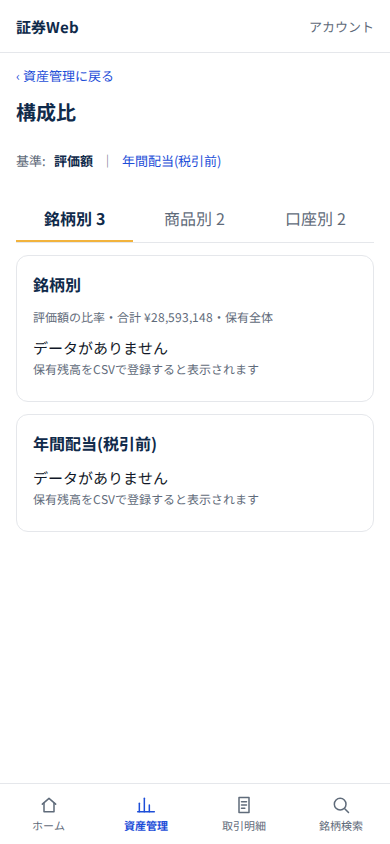 証券Web
アカウント
‹ 資産管理に戻る
構成比
基準: 評価額 | 年間配当(税引前)
銘柄別 3 商品別 2 口座別 2
銘柄別
評価額の比率・合計 ¥28,593,148・保有全体
データがありません
保有残高をCSVで登録すると表示されます
年間配当(税引前)
データがありません
保有残高をCSVで登録すると表示されます
ホーム 資産管理 取引明細 銘柄検索